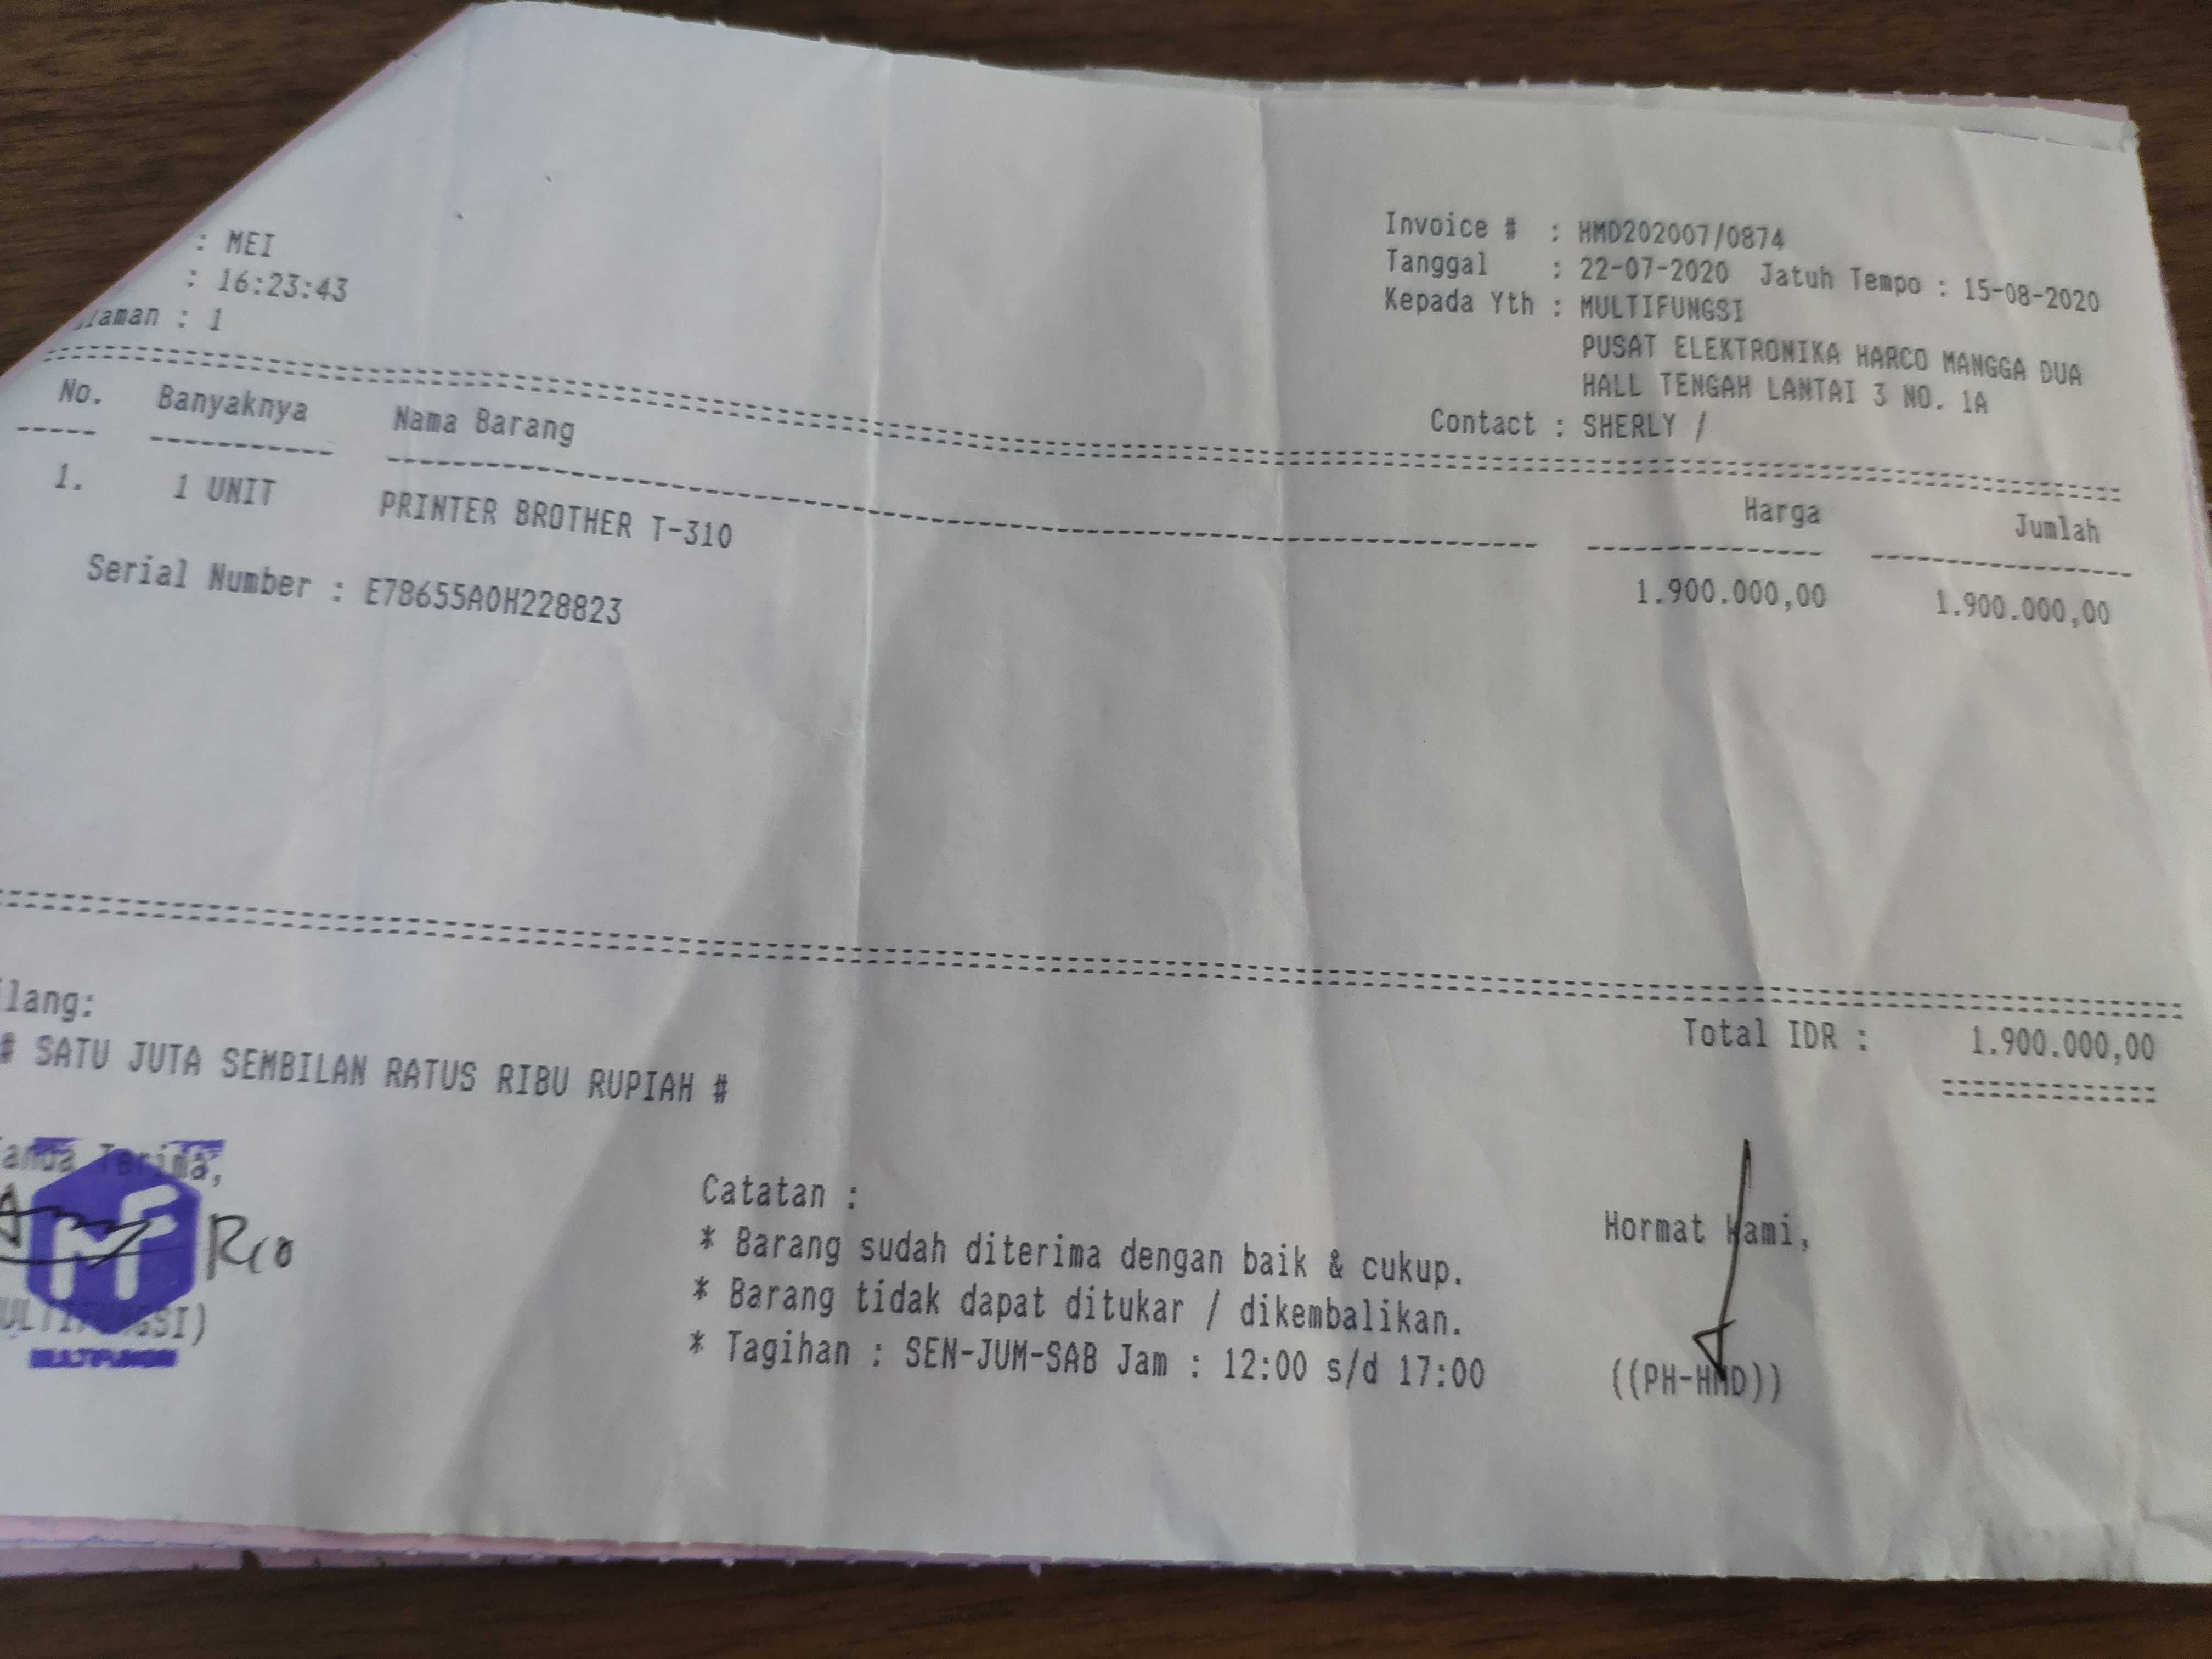 : MEI
: 16:23:43
: 1
Invoice # : HMD202007/0874
Tanggal : 22-07-2020 Jatuh Tempo : 15-08-2020
Kepada Yth : MULTIFUNGSI
PUSAT ELEKTRONIKA HARCO MANGGA DUA
HALL TENGAH LANTAI 3 NO. 1A
Contact : SHERLY /
No. Banyaknya Nama Barang Harga Jumlah
1. 1 UNIT PRINTER BROTHER T-310 1.900.000,00 1.900.000,00
Serial Number : E78655A0H228823
lang:
# SATU JUTA SEMBILAN RATUS RIBU RUPIAH #
Total IDR : 1.900.000,00
Terima,
Rio
MULTIFUNGSI
Catatan :
* Barang sudah diterima dengan baik & cukup.
* Barang tidak dapat ditukar / dikembalikan.
* Tagihan : SEN-JUM-SAB Jam : 12:00 s/d 17:00
Hormat Kami,
((PH-HMD))